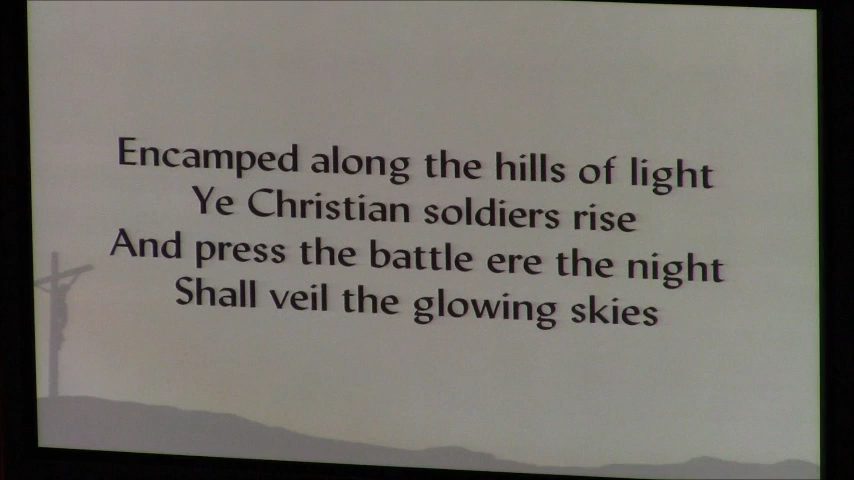 Encamped along the hills of light
Ye Christian soldiers rise
And press the battle ere the night
Shall veil the glowing skies